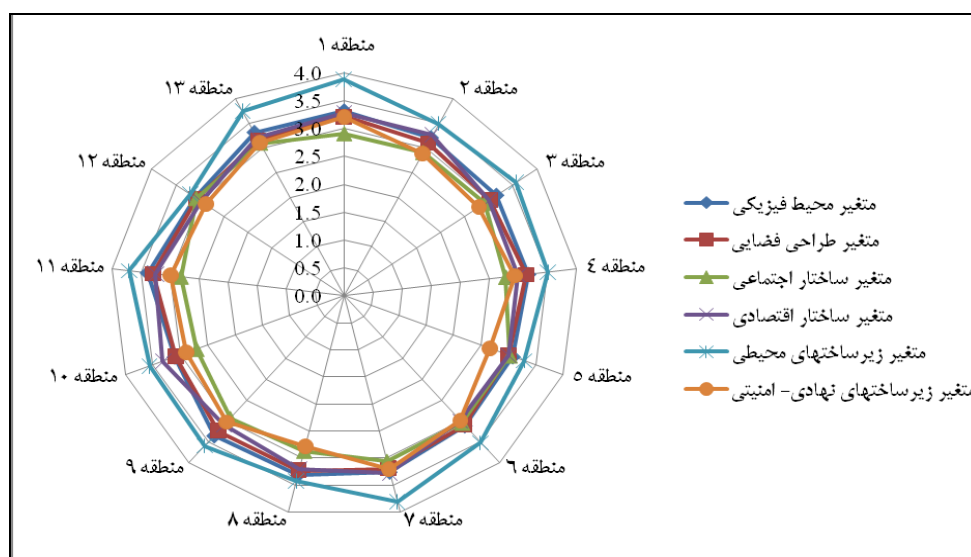 منطقه ۱
منطقه ۲
منطقه ۳
منطقه ۴
منطقه ۵
منطقه ۶
منطقه ۷
منطقه ۸
منطقه ۹
منطقه ۱۰
منطقه ۱۱
منطقه ۱۲
منطقه ۱۳
4.0
3.5
3.0
2.5
2.0
1.5
1.0
0.5
0.0
متغیر محیط فیزیکی
متغیر طراحی فضایی
متغیر ساختار اجتماعی
متغیر ساختار اقتصادی
متغیر زیرساختهای محیطی
متغیر زیرساختهای نهادی- امنیتی